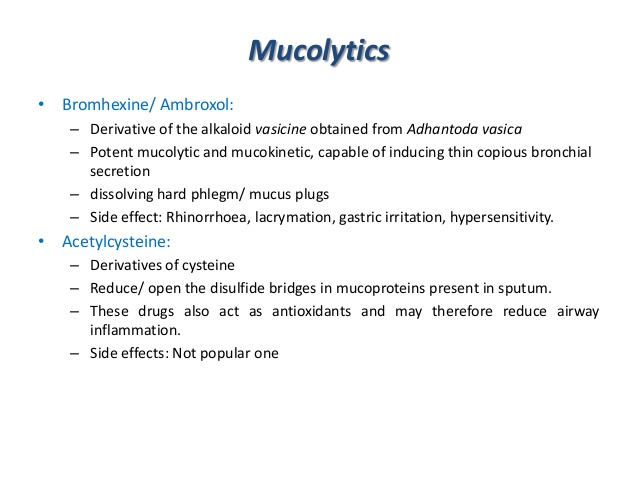 Mucolytics
• Bromhexine/ Ambroxol:
– Derivative of the alkaloid vasicine obtained from Adhantoda vasica
– Potent mucolytic and mucokinetic, capable of inducing thin copious bronchial
secretion
– dissolving hard phlegm/ mucus plugs
– Side effect: Rhinorrhoea, lacrymation, gastric irritation, hypersensitivity.
• Acetylcysteine:
– Derivatives of cysteine
– Reduce/ open the disulfide bridges in mucoproteins present in sputum.
– These drugs also act as antioxidants and may therefore reduce airway
inflammation.
– Side effects: Not popular one